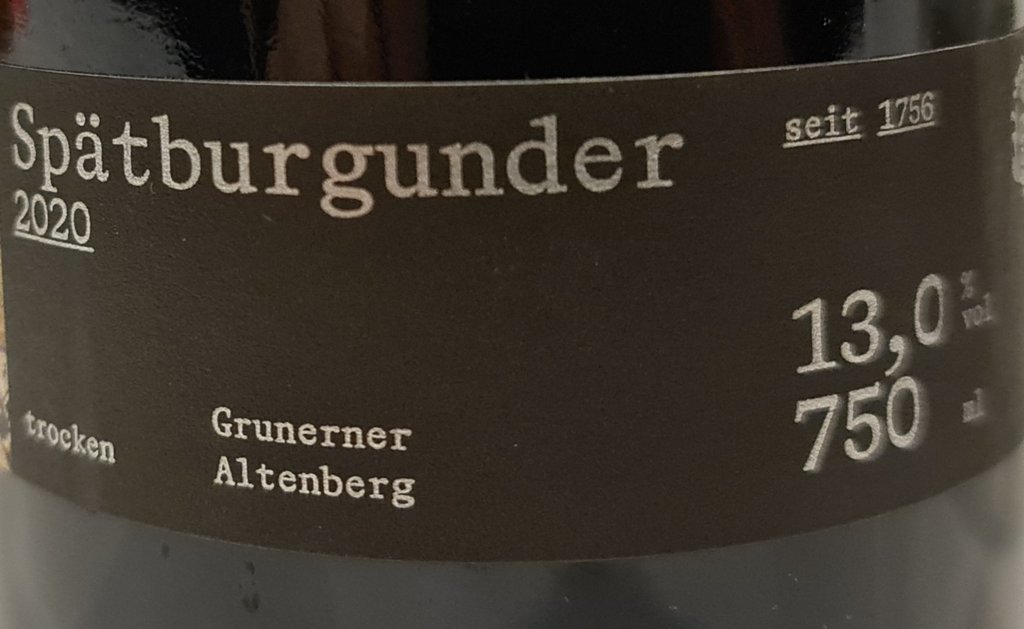 Spätburgunder
2020
seit 1756
13,0 % vol
750 ml
trocken
Grunerner
Altenberg